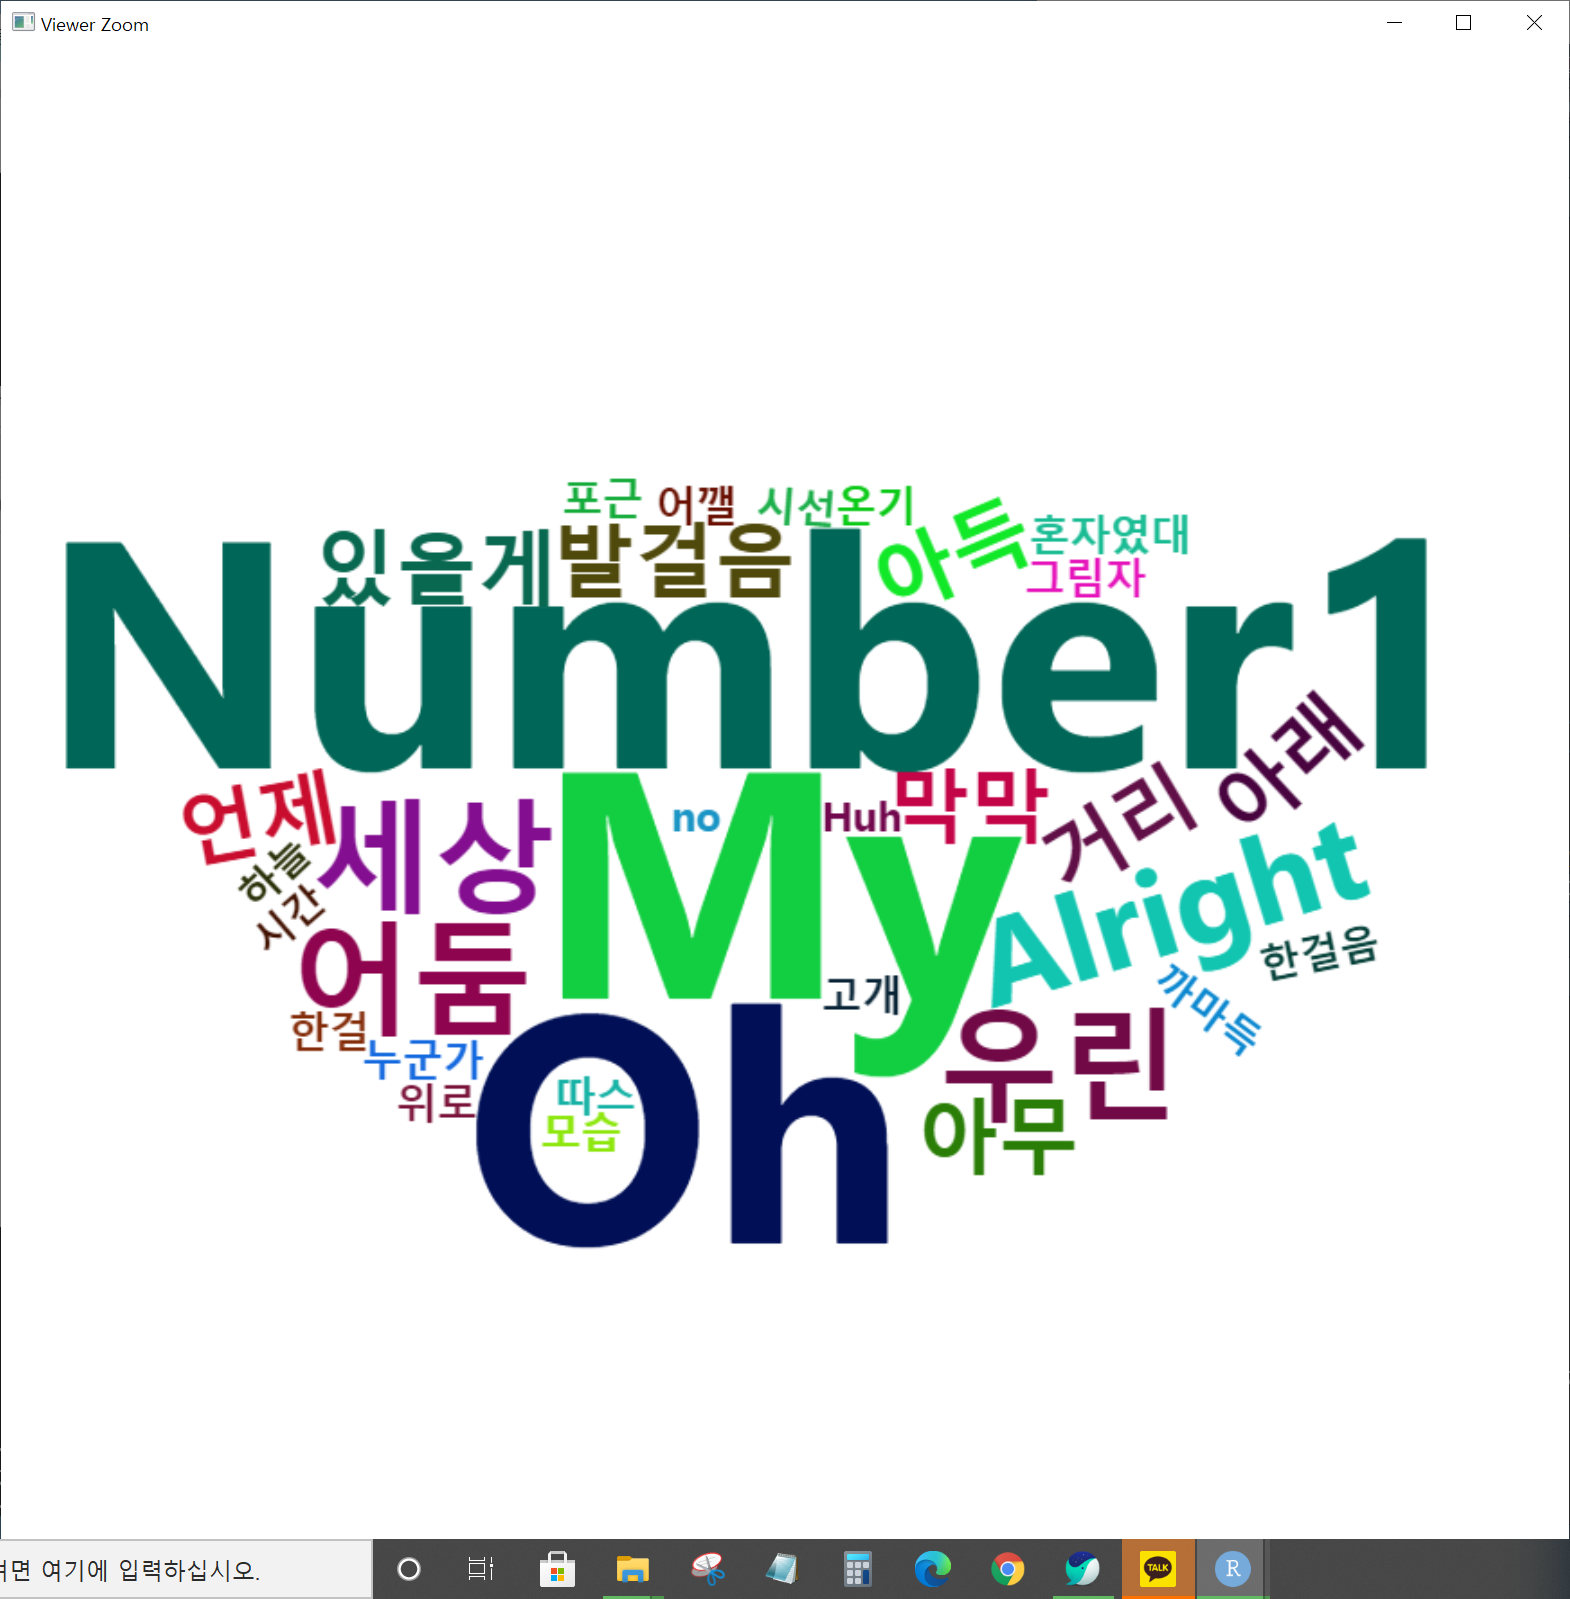 Viewer Zoom
포근 어깰 시선 온기
있을게 발걸음 아득 혼자였대
그림자
Number1
언제 세상 My no Huh 막막 거리 아래
하늘
시간
어둠 Alright 한걸음
고개 까마득
한걸 Oh 우린
누군가
위로 따스 아무
모습
려면 여기에 입력하십시오.
TALK
R